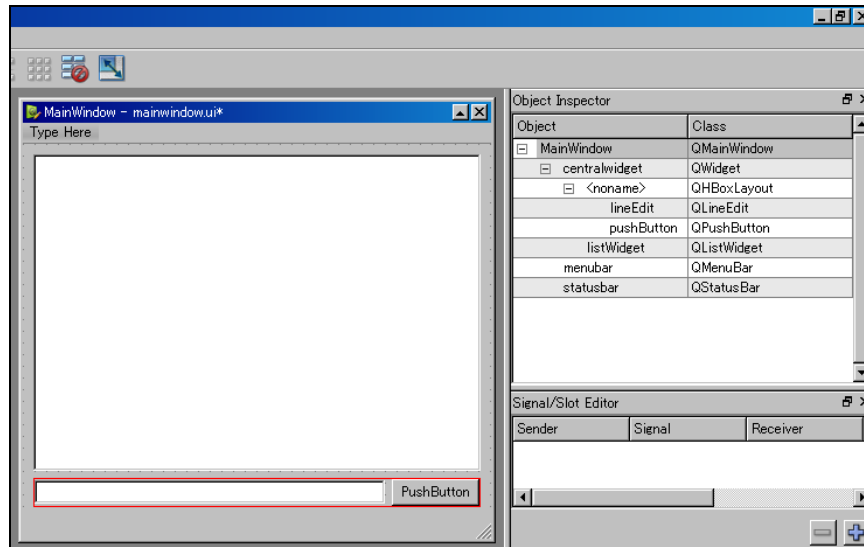 MainWindow - mainwindow.ui*
Type Here
PushButton
Object Inspector
Object Class
MainWindow QMainWindow
centralwidget QWidget
<noname> QHBoxLayout
lineEdit QLineEdit
pushButton QPushButton
listWidget QListWidget
menubar QMenuBar
statusbar QStatusBar
Signal/Slot Editor
Sender Signal Receiver